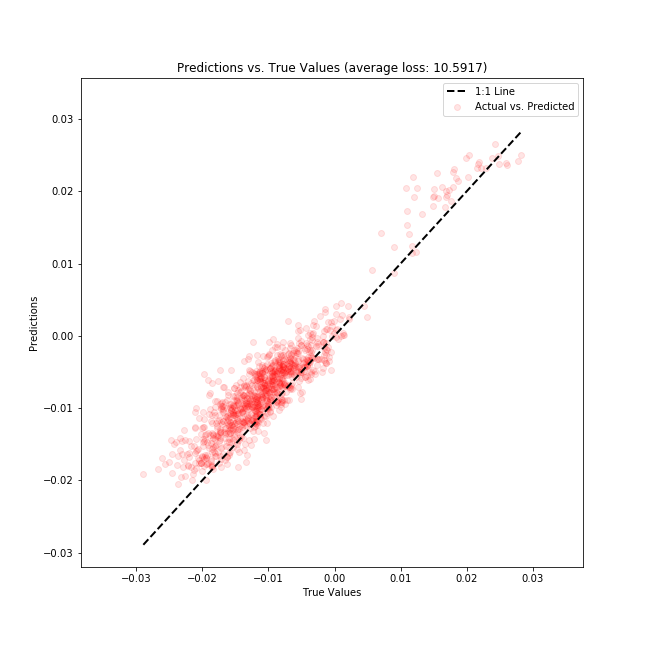 Predictions vs. True Values (average loss: 10.5917)
1:1 Line
Actual vs. Predicted
0.03
0.02
0.01
0.00
−0.01
−0.02
−0.03
Predictions
−0.03 −0.02 −0.01 0.00 0.01 0.02 0.03
True Values